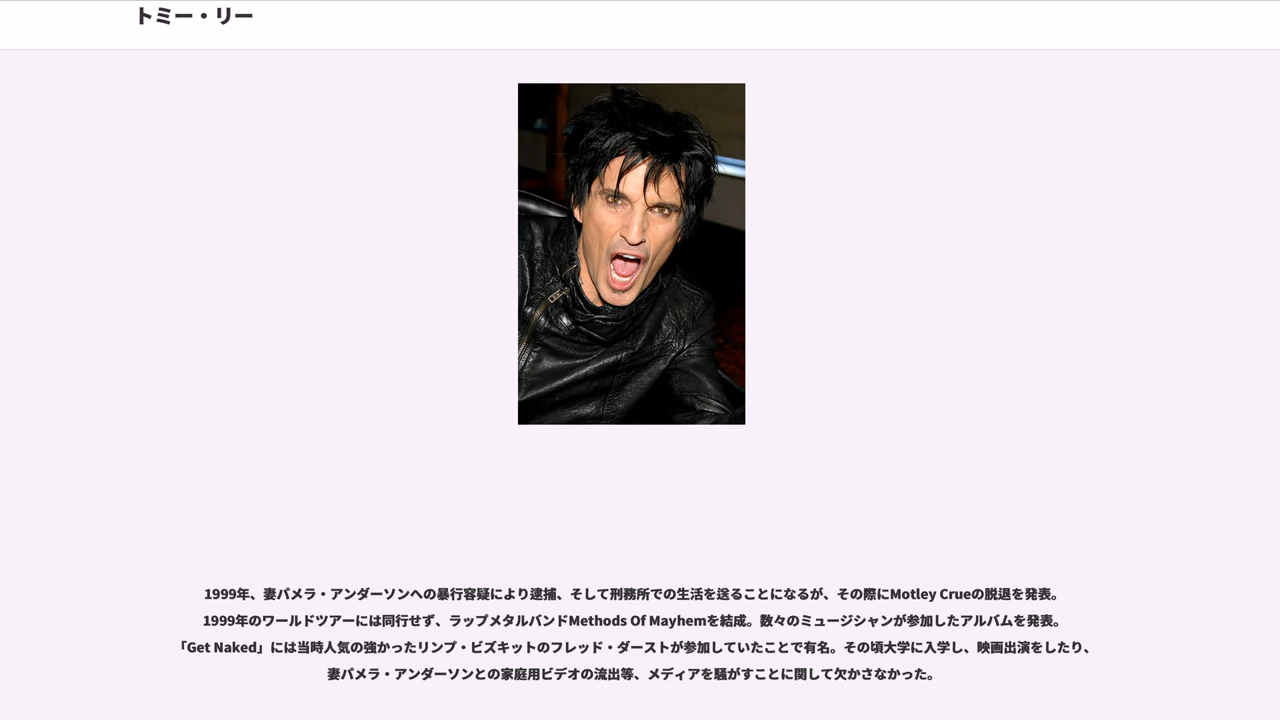 トミー・リー
1999年、妻パメラ・アンダーソンへの暴行容疑により逮捕、そして刑務所での生活を送ることになるが、その際にMotley Crueの脱退を発表。
1999年のワールドツアーには同行せず、ラップメタルバンドMethods Of Mayhemを結成。数々のミュージシャンが参加したアルバムを発表。
「Get Naked」には当時人気の強かったリンプ・ビズキットのフレッド・ダーストが参加していたことで有名。その頃大学に入学し、映画出演をしたり、
妻パメラ・アンダーソンとの家庭用ビデオの流出等、メディアを騒がすことに関して欠かさなかった。